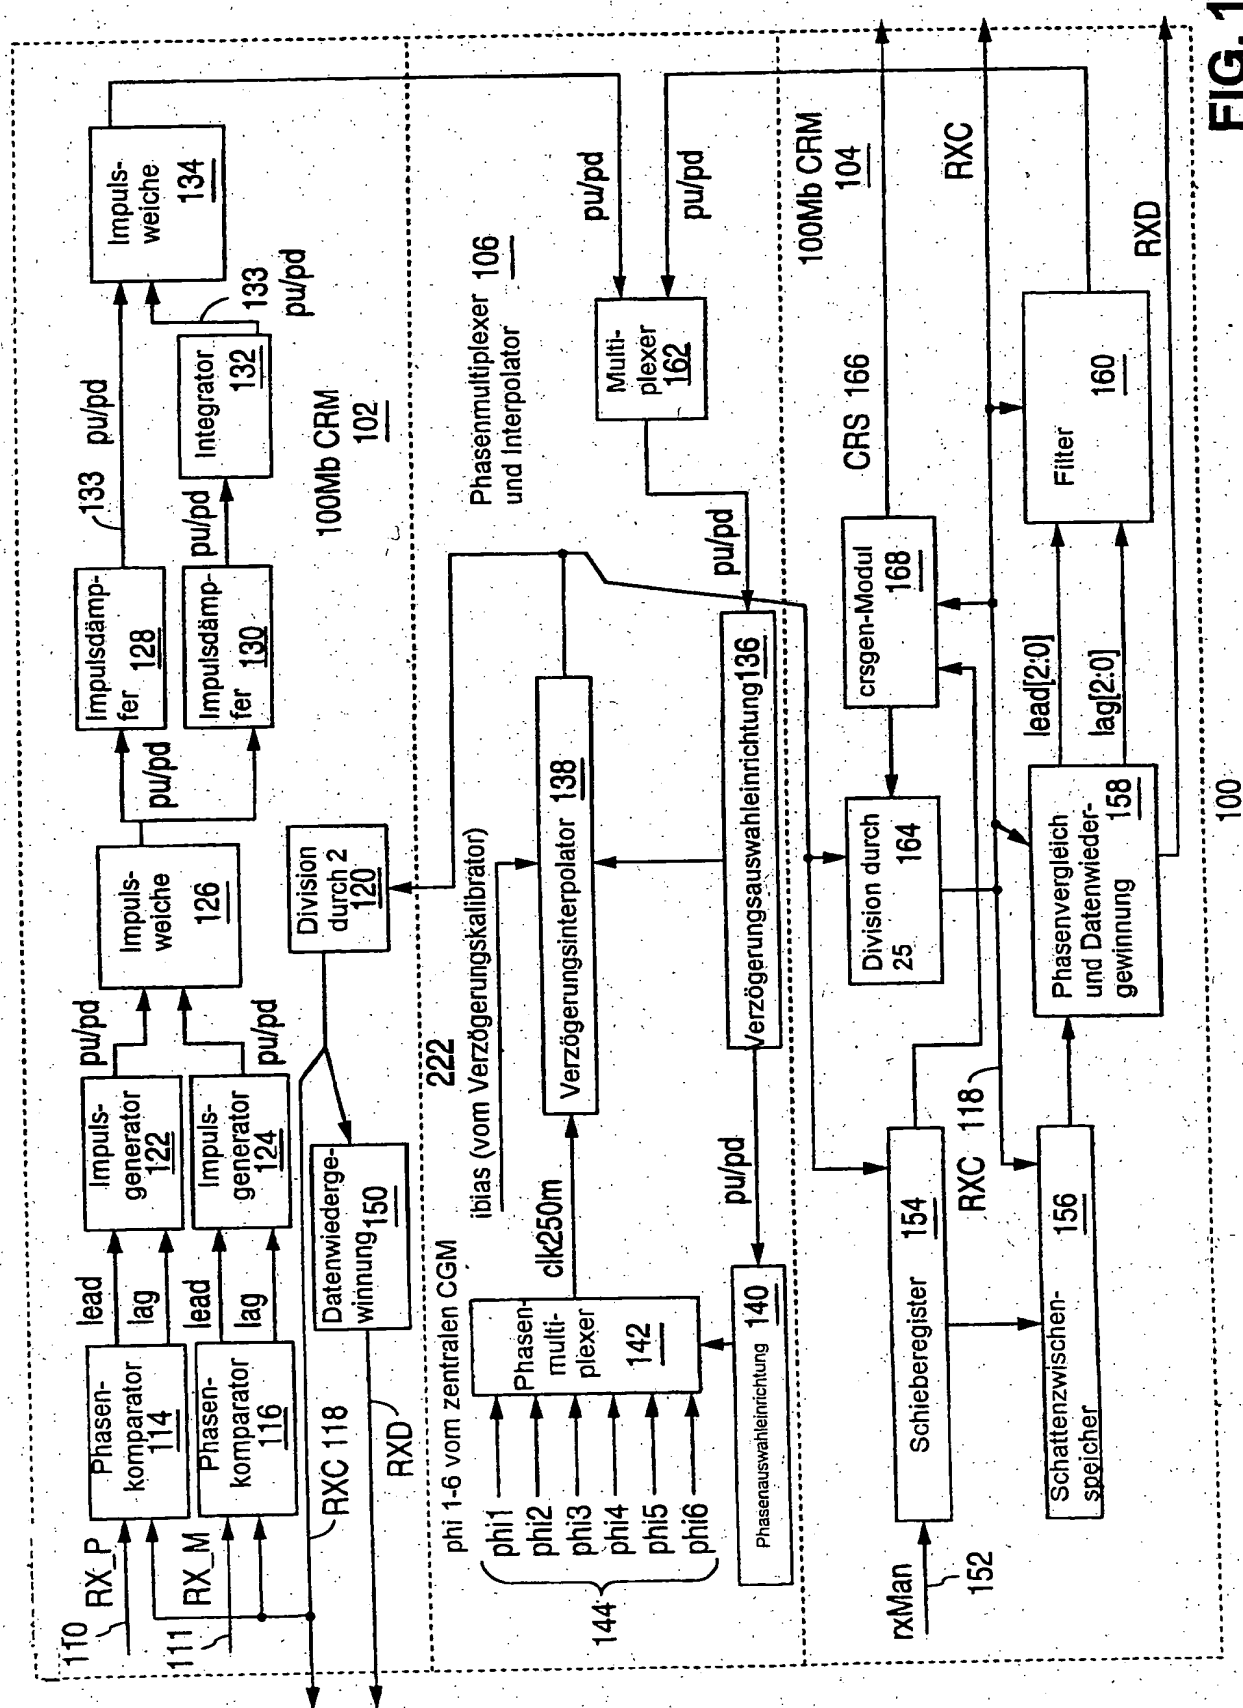 110
RX_P
111
RX_M
Phasen-
komparator
114
Phasen-
komparator
116
lead
lag
lead
lag
Impuls-
generator
122
Impuls-
generator
124
pu/pd
pu/pd
Impuls-
weiche
126
pu/pd
Impulsdämp-
fer 128
Impulsdämp-
fer 130
133
pu/pd
pu/pd
Integrator
132
133
pu/pd
Impuls-
weiche
134
100Mb CRM
102
Division
durch 2
120
Datenwiederge-
winnung 150
RXC 118
RXD
phi 1-6 vom zentralen CGM
phi1
phi2
phi3
phi4
phi5
phi6
144
Phasen-
multi-
plexer
142
Phasenauswahleinrichtung 140
clk250m
222
ibias (vom Verzögerungskalibrator)
Verzögerungsinterpolator 138
Verzögerungsauswahleinrichtung 136
pu/pd
pu/pd
Phasenmultiplexer 106
und Interpolator
Multi-
plexer
162
pu/pd
pu/pd
100Mb CRM
104
rxMan
152
Schieberegister 154
Schattenzwischen-
speicher 156
RXC 118
Division durch
25 164
crsgen-Modul
168
CRS 166
RXC
Phasenvergleich
und Datenwieder-
gewinnung 158
lead[2:0]
lag[2:0]
Filter 160
RXD
100
FIG. 1